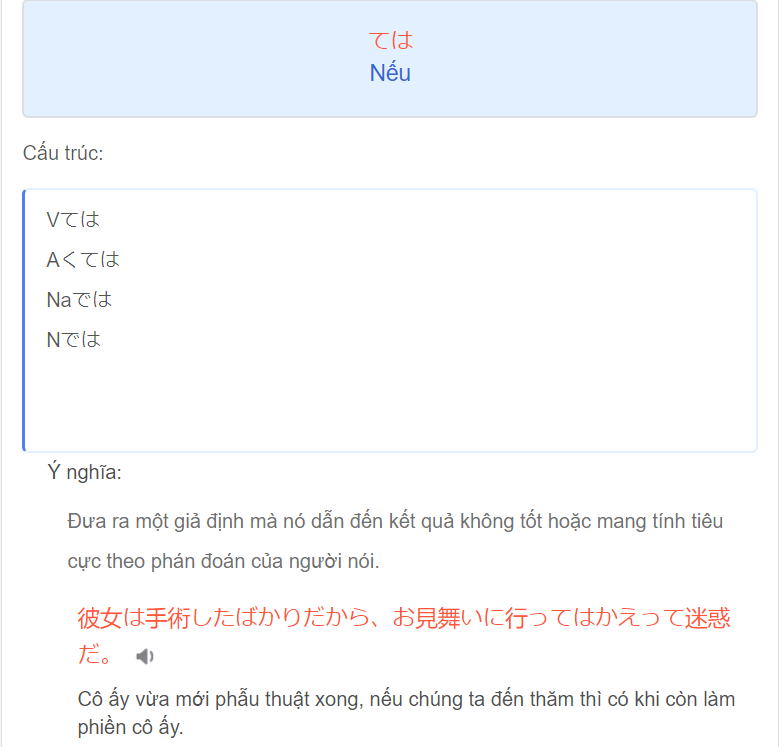 ては
Nếu
Cấu trúc:
Vては
Aくては
Naでは
Nでは
Ý nghĩa:
Đưa ra một giả định mà nó dẫn đến kết quả không tốt hoặc mang tính tiêu
cực theo phán đoán của người nói.
彼女は手術したばかりだから、お見舞いに行ってはかえって迷惑
だ。
Cô ấy vừa mới phẫu thuật xong, nếu chúng ta đến thăm thì có khi còn làm
phiền cô ấy.